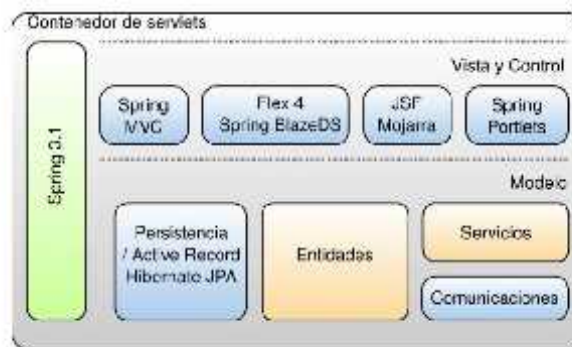 Contenedor de servlets
Spring 3.1
Vista y Control
Spring
MVC
Flex 4
Spring BlazeDS
JSF
Mojarra
Spring
Portlets
Modelo
Persistencia
/ Active Record
Hibernate JPA
Entidades
Servicios
Comunicaciones